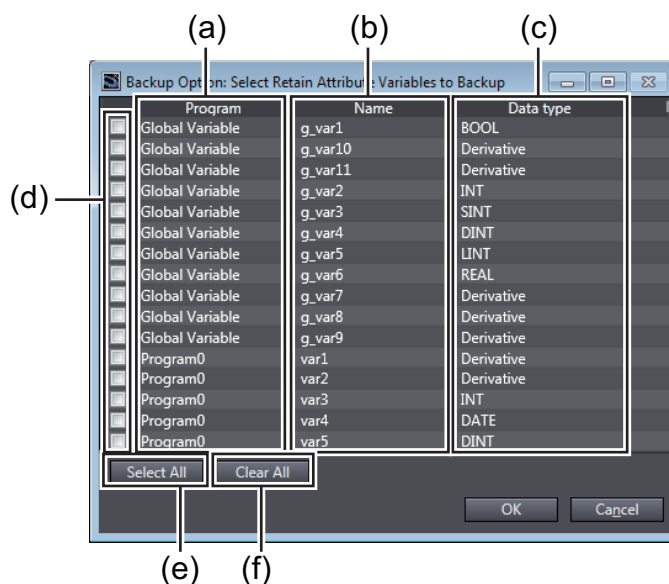 (a) (b) (c)
Backup Option: Select Retain Attribute Variables to Backup
Program Name Data type
Global Variable g_var1 BOOL
Global Variable g_var10 Derivative
Global Variable g_var11 Derivative
(d)
Global Variable g_var2 INT
Global Variable g_var3 SINT
Global Variable g_var4 DINT
Global Variable g_var5 LINT
Global Variable g_var6 REAL
Global Variable g_var7 Derivative
Global Variable g_var8 Derivative
Global Variable g_var9 Derivative
Program0 var1 Derivative
Program0 var2 Derivative
Program0 var3 INT
Program0 var4 DATE
Program0 var5 DINT
Select All Clear All
OK Cancel
(e) (f)